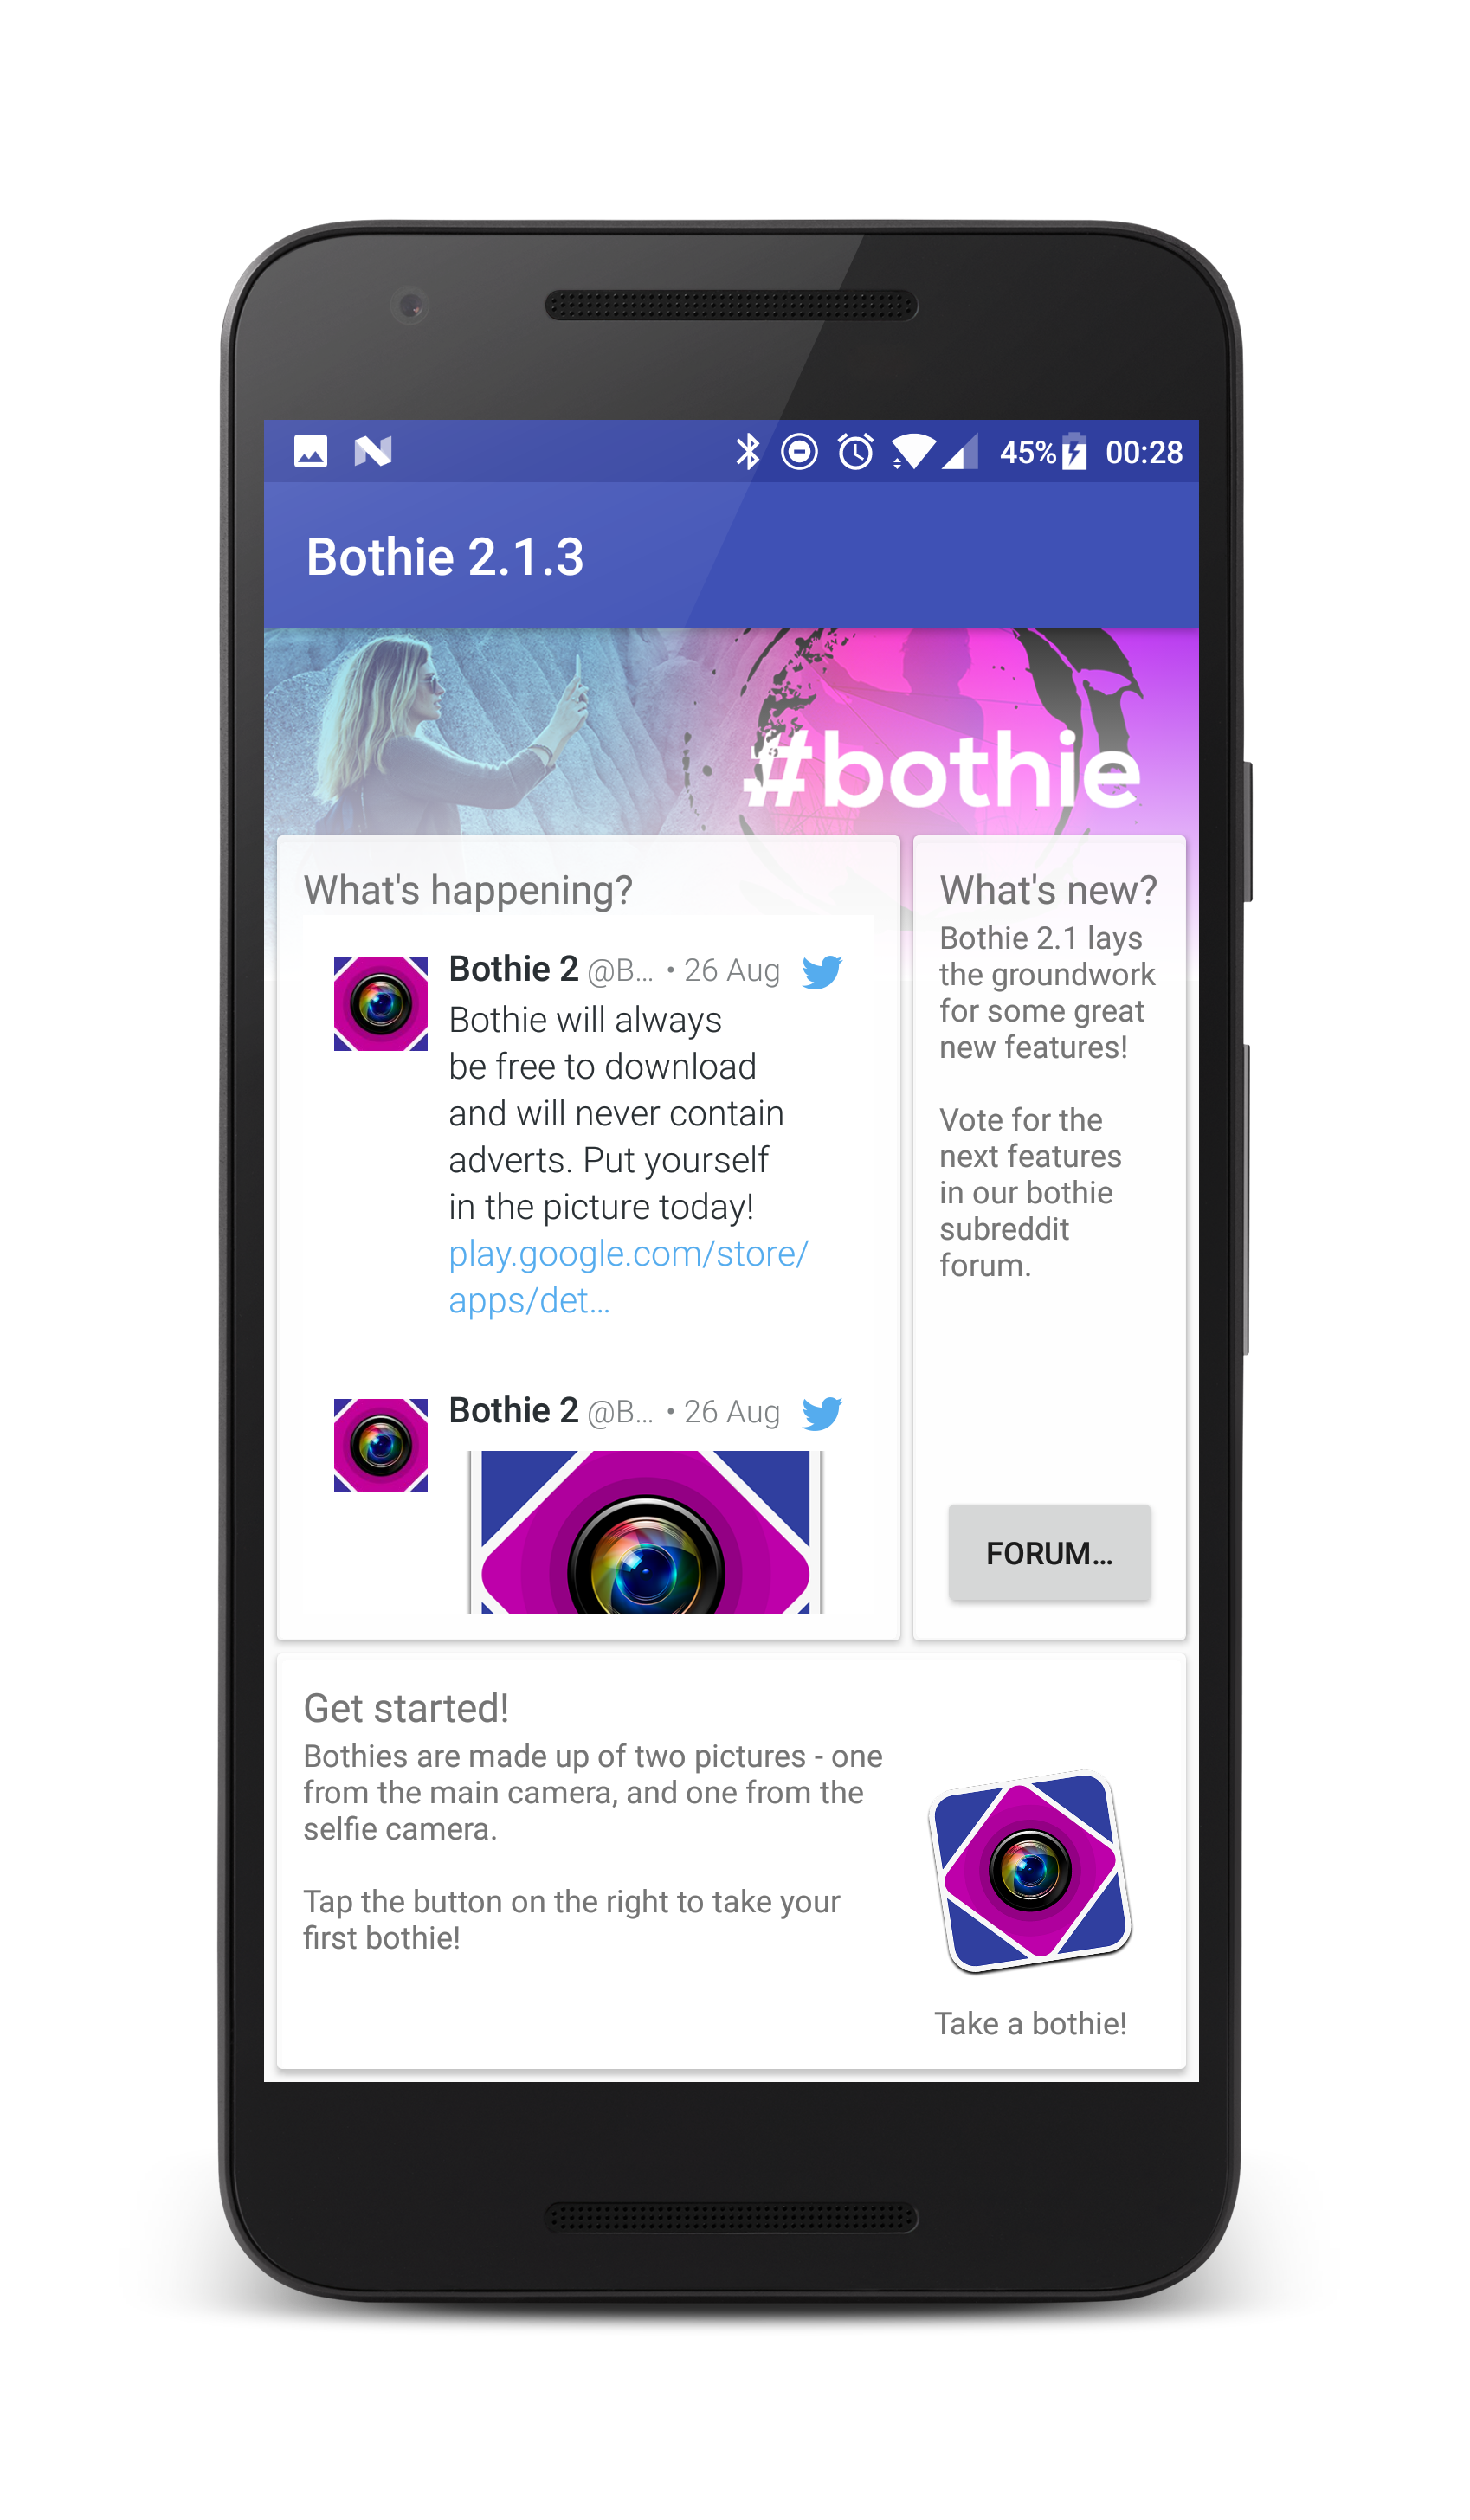 45% 00:28
Bothie 2.1.3
#bothie
What's happening?
Bothie 2 @B... • 26 Aug
Bothie will always
be free to download
and will never contain
adverts. Put yourself
in the picture today!
play.google.com/store/
apps/det...
Bothie 2 @B... • 26 Aug
What's new?
Bothie 2.1 lays
the groundwork
for some great
new features!
Vote for the
next features
in our bothie
subreddit
forum.
FORUM...
Get started!
Bothies are made up of two pictures - one
from the main camera, and one from the
selfie camera.
Tap the button on the right to take your
first bothie!
Take a bothie!